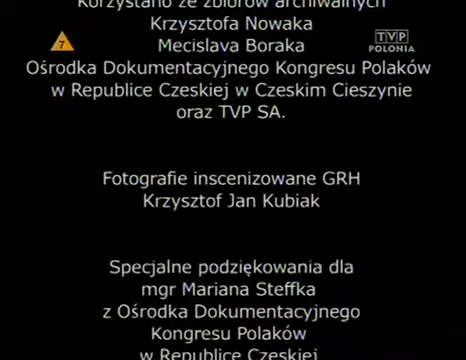 Korzystano ze zbiorów archiwalnych
Krzysztofa Nowaka
7
Mecislava Boraka
TVP
POLONIA
Ośrodka Dokumentacyjnego Kongresu Polaków
w Republice Czeskiej w Czeskim Cieszynie
oraz TVP SA.
Fotografie inscenizowane GRH
Krzysztof Jan Kubiak
Specjalne podziękowania dla
mgr Mariana Steffka
z Ośrodka Dokumentacyjnego
Kongresu Polaków
w Republice Czeskiej